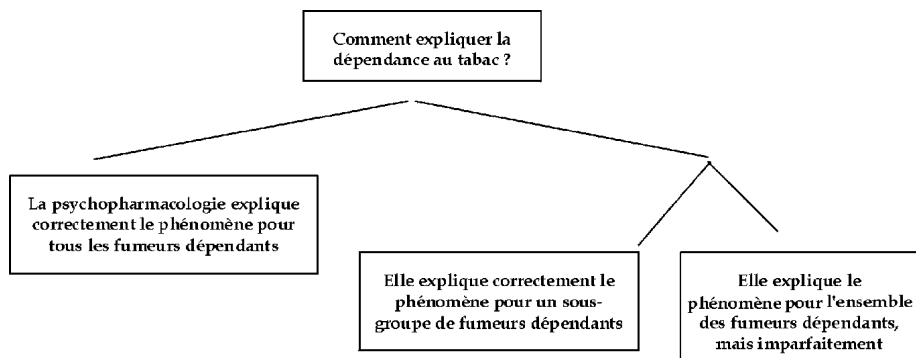 Comment expliquer la
dépendance au tabac ?
La psychopharmacologie explique
correctement le phénomène pour
tous les fumeurs dépendants
Elle explique correctement le
phénomène pour un sous-
groupe de fumeurs dépendants
Elle explique le
phénomène pour l'ensemble
des fumeurs dépendants,
mais imparfaitement